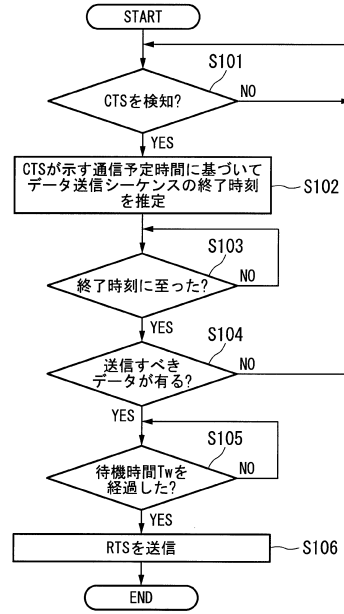 START
S101
CTSを検知?
NO
YES
CTSが示す通信予定時間に基づいて
データ送信シーケンスの終了時刻
を推定
S102
S103
終了時刻に至った?
NO
YES
S104
送信すべき
データが有る?
NO
YES
S105
待機時間Twを
経過した?
NO
YES
RTSを送信
S106
END